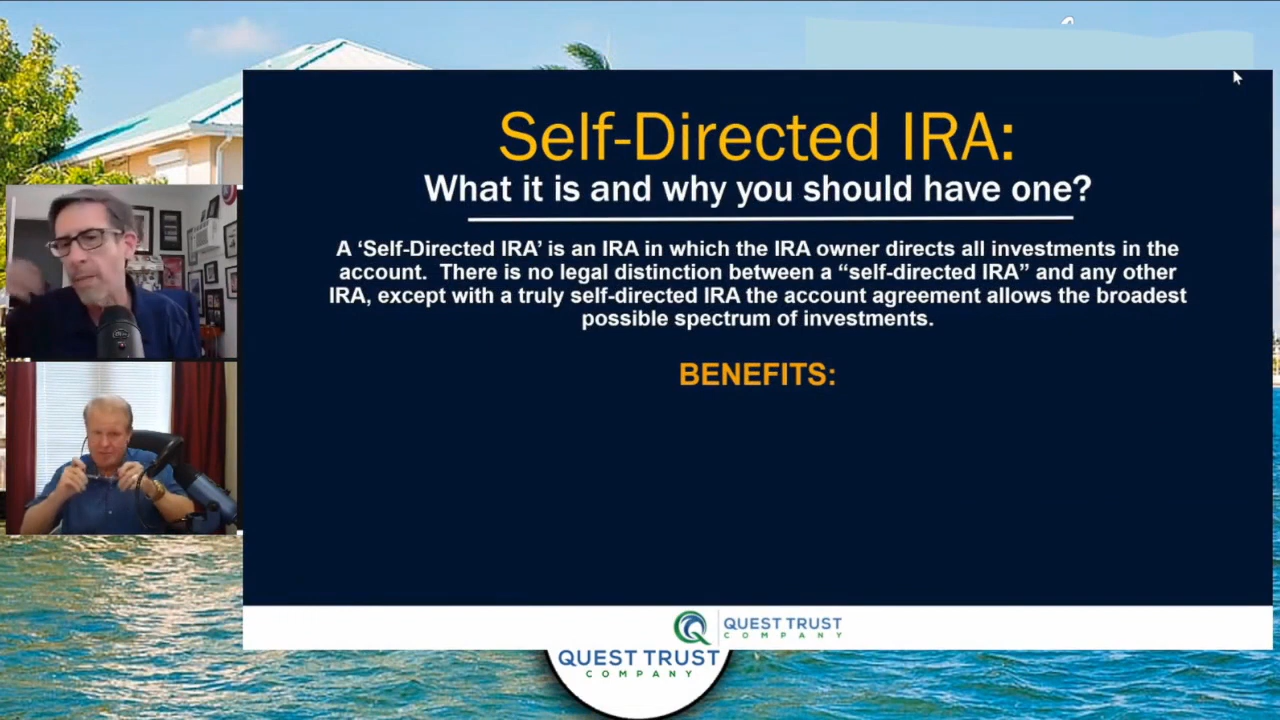 Self-Directed IRA:
What it is and why you should have one?
A ‘Self-Directed IRA’ is an IRA in which the IRA owner directs all investments in the
account.  There is no legal distinction between a “self-directed IRA” and any other
IRA, except with a truly self-directed IRA the account agreement allows the broadest
possible spectrum of investments.
BENEFITS:
QUEST TRUST
COMPANY
QUEST TRUST
COMPANY